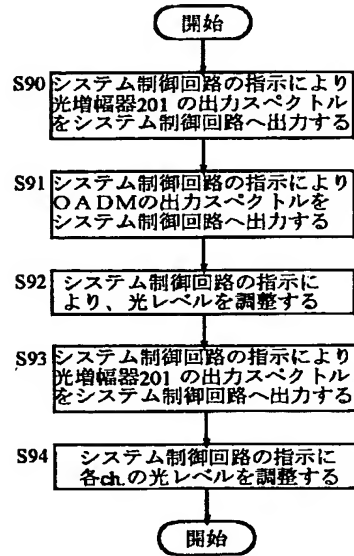 開始
S90
システム制御回路の指示により
光増幅器201 の出力スペクトル
をシステム制御回路へ出力する
S91
システム制御回路の指示により
OADMの出力スペクトルを
システム制御回路へ出力する
S92
システム制御回路の指示に
より、光レベルを調整する
S93
システム制御回路の指示により
光増幅器201 の出力スペクトル
をシステム制御回路へ出力する
S94
システム制御回路の指示に
各ch.の光レベルを調整する
開始